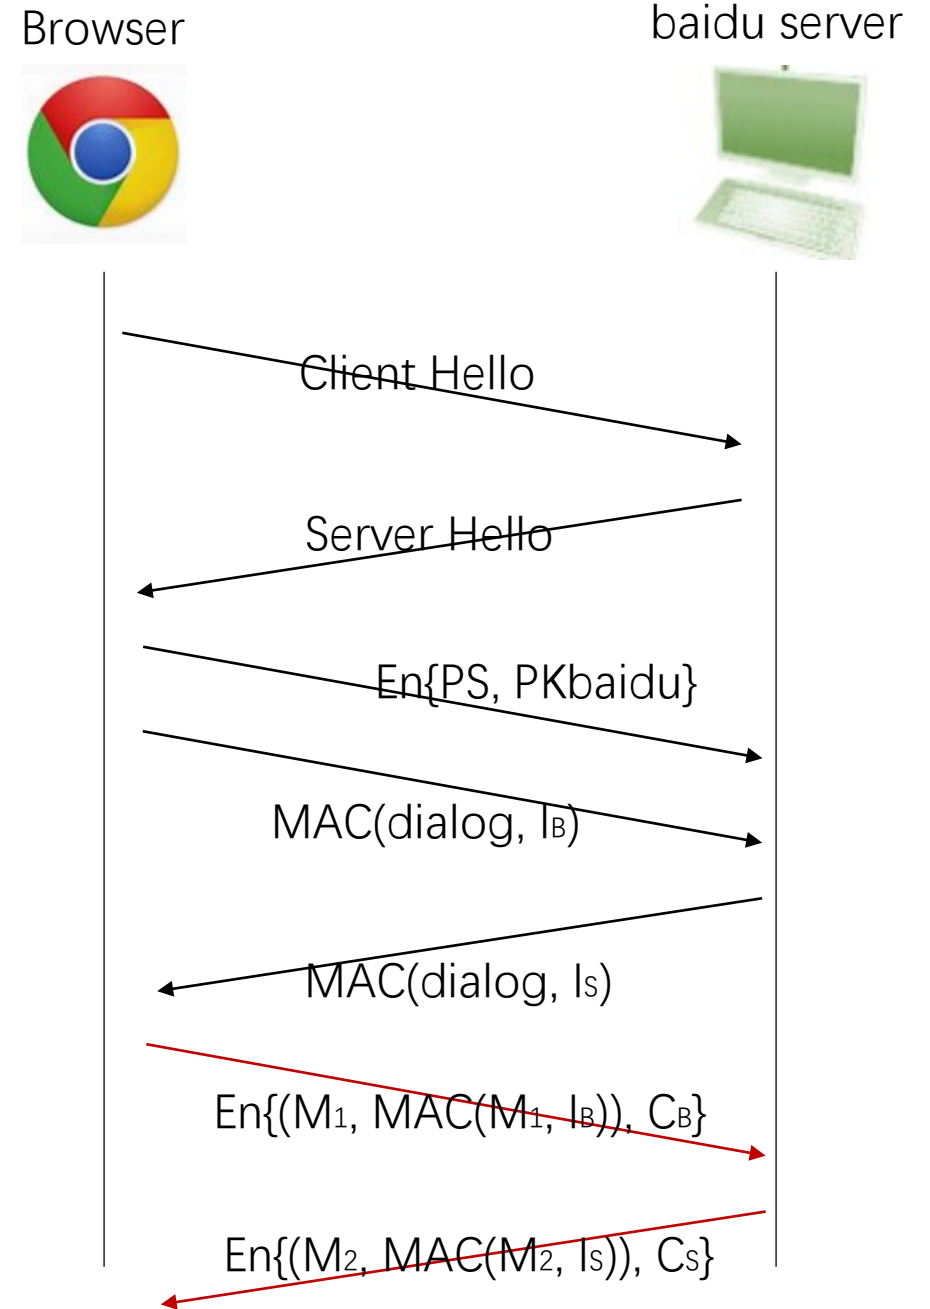 Browser
baidu server
Client Hello
Server Hello
En{PS, PKbaidu}
MAC(dialog, IB)
MAC(dialog, IS)
En{(M1, MAC(M1, IB)), CB}
En{(M2, MAC(M2, IS)), CS}